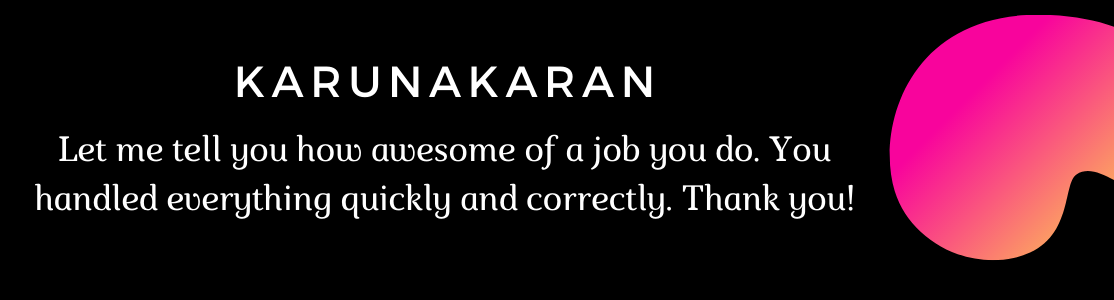 KARUNAKARAN
Let me tell you how awesome of a job you do. You
handled everything quickly and correctly. Thank you!